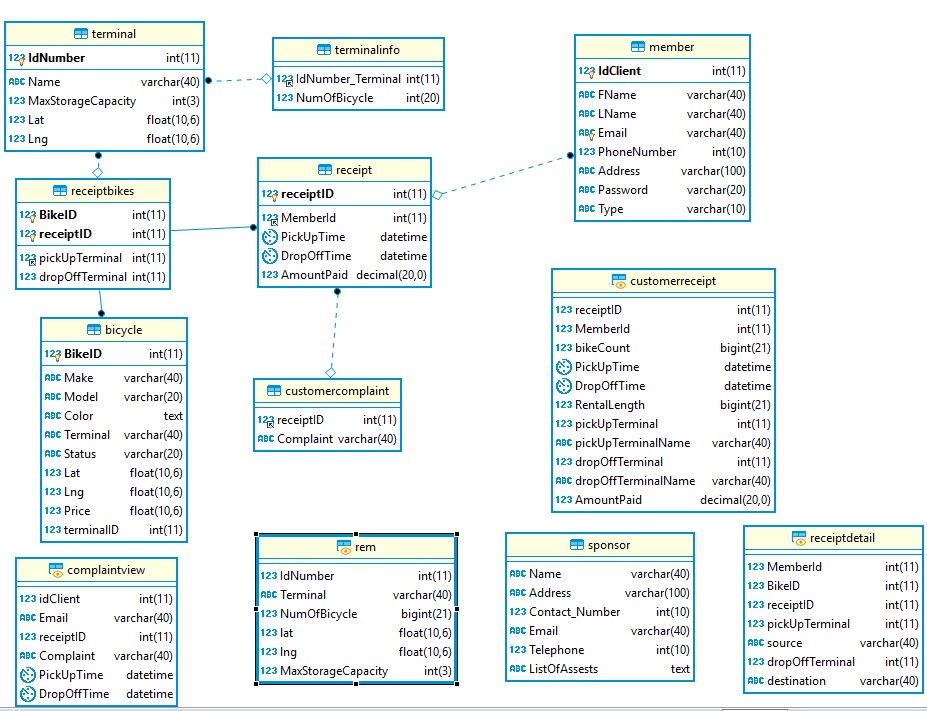 terminal
123 IdNumber int(11)
ABC Name varchar(40)
123 MaxStorageCapacity int(3)
123 Lat float(10,6)
123 Lng float(10,6)
terminalinfo
123 IdNumber_Terminal int(11)
123 NumOfBicycle int(20)
member
123 IdClient int(11)
ABC FName varchar(40)
ABC LName varchar(40)
ABC Email varchar(40)
123 PhoneNumber int(10)
ABC Address varchar(100)
ABC Password varchar(20)
ABC Type varchar(10)
receiptbikes
123 BikeID int(11)
123 receiptID int(11)
123 pickUpTerminal int(11)
123 dropOffTerminal int(11)
receipt
123 receiptID int(11)
123 MemberId int(11)
PickUpTime datetime
DropOffTime datetime
123 AmountPaid decimal(20,0)
bicycle
123 BikeID int(11)
ABC Make varchar(40)
ABC Model varchar(20)
ABC Color text
ABC Terminal varchar(40)
ABC Status varchar(20)
123 Lat float(10,6)
123 Lng float(10,6)
123 Price float(10,6)
123 terminalID int(11)
customercomplaint
123 receiptID int(11)
ABC Complaint varchar(40)
customerreceipt
123 receiptID int(11)
123 MemberId int(11)
123 bikeCount bigint(21)
PickUpTime datetime
DropOffTime datetime
123 RentalLength bigint(21)
123 pickUpTerminal int(11)
ABC pickUpTerminalName varchar(40)
123 dropOffTerminal int(11)
ABC dropOffTerminalName varchar(40)
123 AmountPaid decimal(20,0)
complaintview
123 idClient int(11)
ABC Email varchar(40)
123 receiptID int(11)
ABC Complaint varchar(40)
PickUpTime datetime
DropOffTime datetime
rem
123 IdNumber int(11)
ABC Terminal varchar(40)
123 NumOfBicycle bigint(21)
123 lat float(10,6)
123 lng float(10,6)
123 MaxStorageCapacity int(3)
sponsor
ABC Name varchar(40)
ABC Address varchar(100)
123 Contact_Number int(10)
ABC Email varchar(40)
123 Telephone int(10)
ABC ListOfAssests text
receiptdetail
123 MemberId int(11)
123 BikeID int(11)
123 receiptID int(11)
123 pickUpTerminal int(11)
ABC source varchar(40)
123 dropOffTerminal int(11)
ABC destination varchar(40)